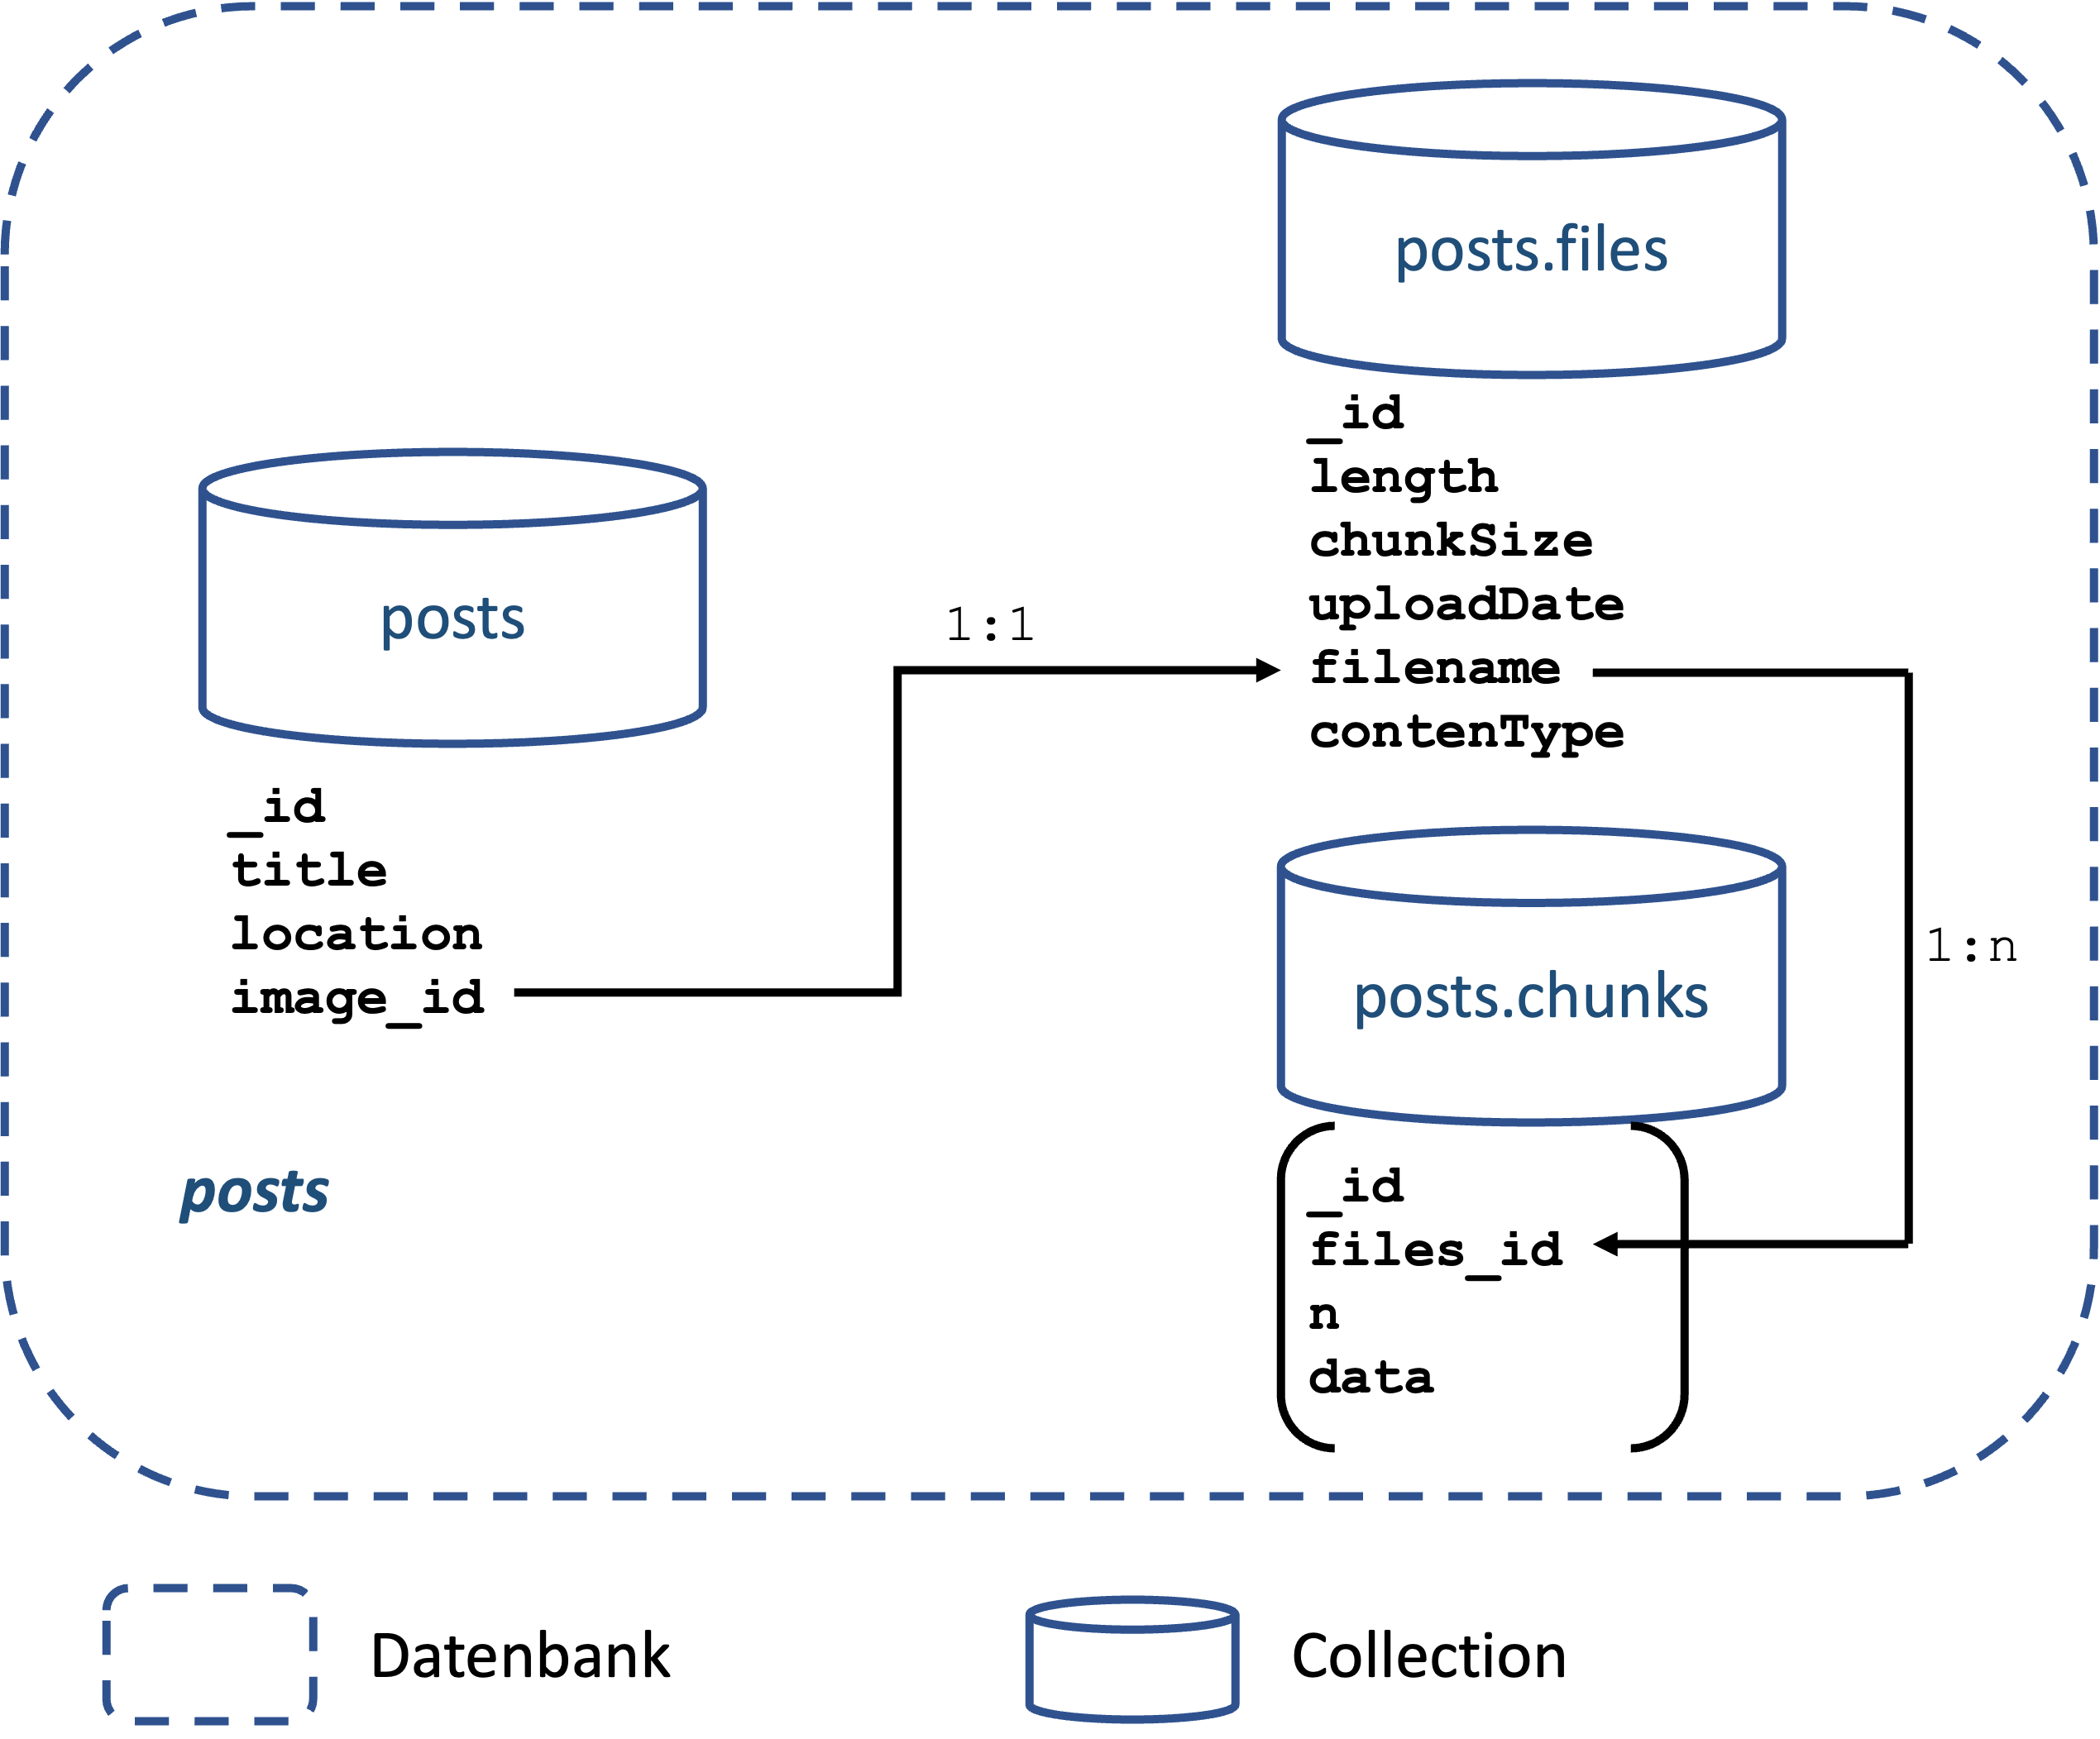 posts
_id
title
location
image_id
posts
1:1
posts.files
_id
length
chunkSize
uploadDate
filename
contenType
posts.chunks
1:n
_id
files_id
n
data
Datenbank
Collection